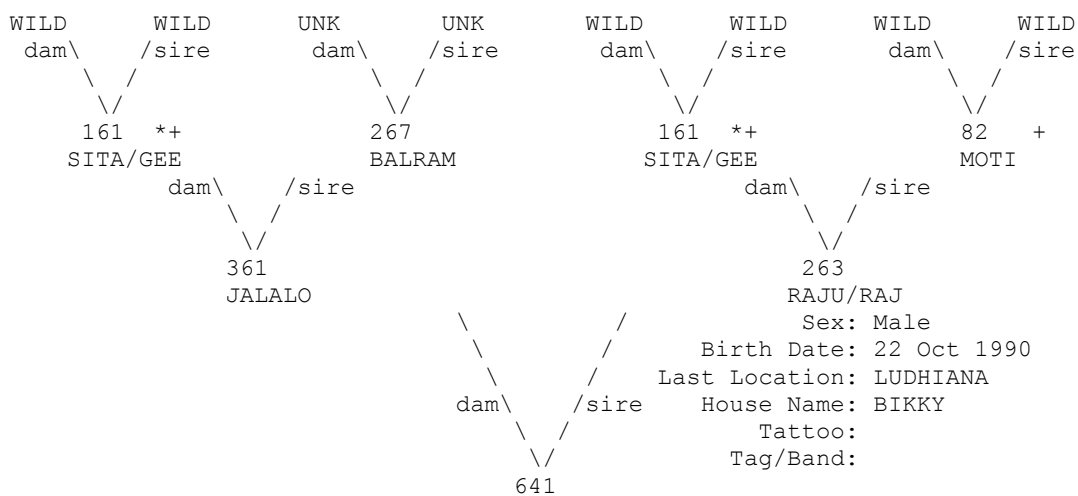 WILD WILD UNK UNK WILD WILD WILD WILD
dam\ /sire dam\ /sire dam\ /sire dam\ /sire
\ / \ / \ / \ /
\/ \/ \/ \/
161 *+ 267 161 *+ 82 +
SITA/GEE BALRAM SITA/GEE MOTI
dam\ /sire dam\ /sire
\ / \ /
\/ \/
361 263
JALALO RAJU/RAJ
\ / Sex: Male
\ / Birth Date: 22 Oct 1990
\ / Last Location: LUDHIANA
dam\ /sire House Name: BIKKY
\ / Tattoo:
\/ Tag/Band:
641